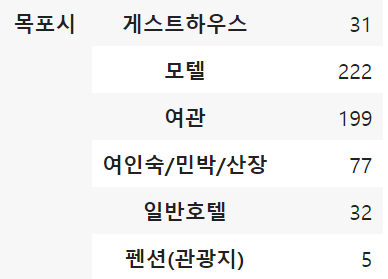 목포시 게스트하우스 31
모텔 222
여관 199
여인숙/민박/산장 77
일반호텔 32
펜션(관광지) 5